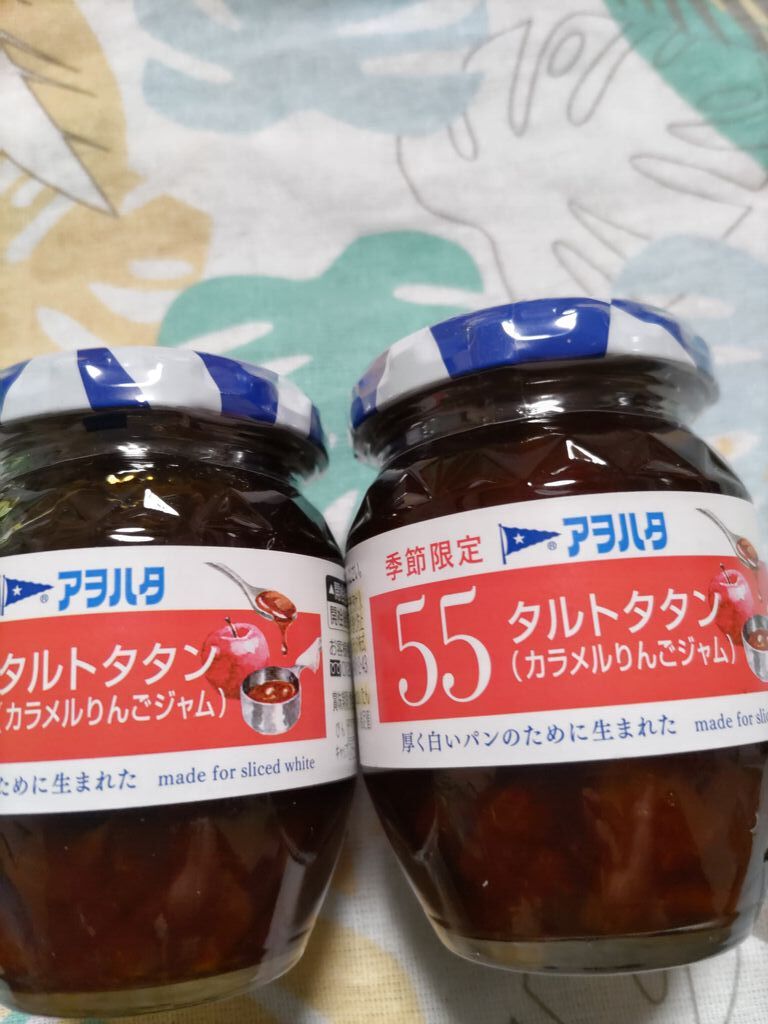 アヲハタ
タルトタタン
(カラメルりんごジャム)
ために生まれた made for sliced white
季節限定 アヲハタ
55 タルトタタン
(カラメルりんごジャム)
厚く白いパンのために生まれた made for slic